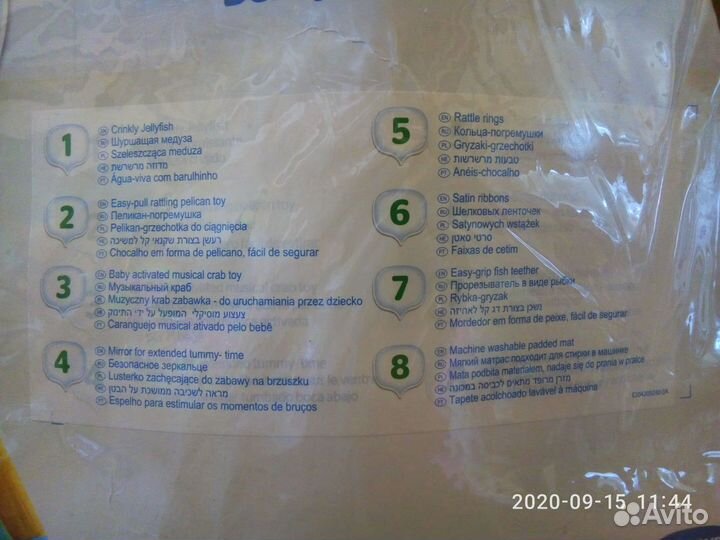 1
EN Crinkly Jellyfish
RU Шуршащая медуза
PL Szeleszcząca meduza
HE מדוזה מרשרשת
PT Água-viva com barulhinho
2
EN Easy-pull rattling pelican toy
RU Пеликан-погремушка
PL Pelikan-grzechotka do ciągnięcia
HE רעשן בצורת שקנאי קל למשיכה
PT Chocalho em forma de pelicano, fácil de segurar
3
EN Baby activated musical crab toy
RU Музыкальный краб
PL Muzyczny krab zabawka - do uruchamiania przez dziecko
HE צעצוע מוסיקלי המופעל על ידי התינוק
PT Caranguejo musical ativado pelo bebê
4
EN Mirror for extended tummy- time
RU Безопасное зеркальце
PL Lusterko zachęcające do zabawy na brzuszku
HE מראה לשכיבה ממושכת על הבטן
PT Espelho para estimular os momentos de bruços
5
EN Rattle rings
RU Кольца-погремушки
PL Gryzaki-grzechotki
HE טבעות מרשרשות
PT Anéis-chocalho
6
EN Satin ribbons
RU Шелковых ленточек
PL Satynowych wstążek
HE סרטי סאטן
PT Faixas de cetim
7
EN Easy-grip fish teether
RU Прорезыватель в виде рыбки
PL Rybka-gryzak
HE נשכן בצורת דג קל לאחיזה
PT Mordedor em forma de peixe, fácil de segurar
8
EN Machine washable padded mat
RU Мягкий матрас подходит для стирки в машинке
PL Mata podbita materiałem, nadaje się do prania w pralce
HE מזרן מרופד מתאים לכביסה במכונה
PT Tapete acolchoado lavável à máquina
2020-09-15 11:44
Avito